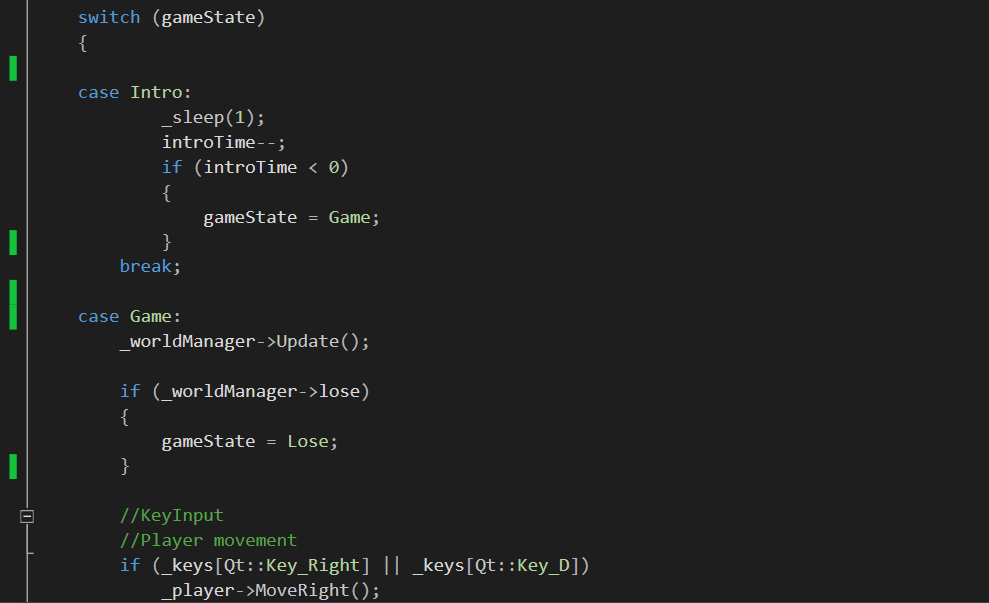 switch (gameState)
{
case Intro:
_sleep(1);
introTime--;
if (introTime < 0)
{
gameState = Game;
}
break;
case Game:
_worldManager->Update();
if (_worldManager->lose)
{
gameState = Lose;
}
//KeyInput
//Player movement
if (_keys[Qt::Key_Right] || _keys[Qt::Key_D])
_player->MoveRight();